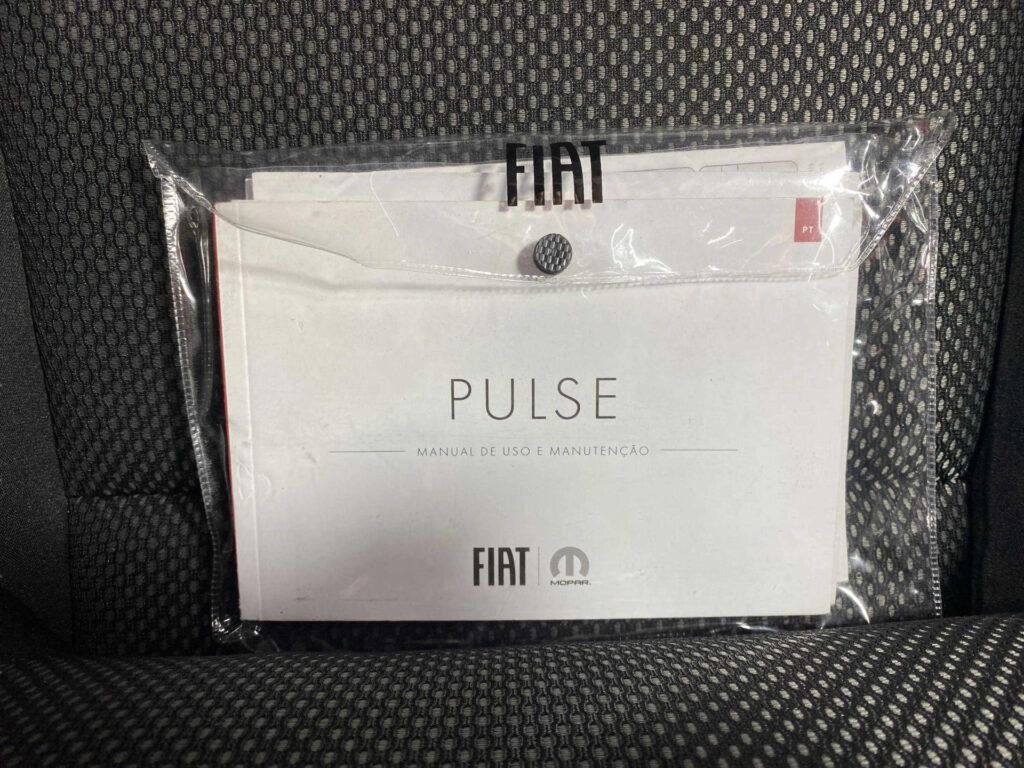 FIAT
PT
PULSE
MANUAL DE USO E MANUTENÇÃO
FIAT
MOPAR.